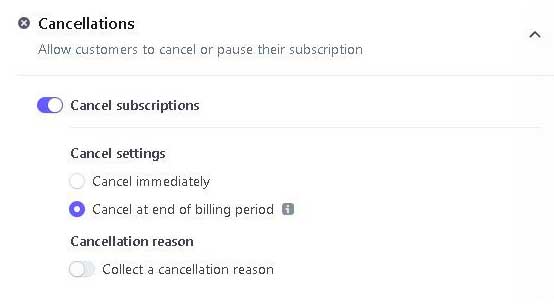 Cancellations
Allow customers to cancel or pause their subscription
Cancel subscriptions
Cancel settings
Cancel immediately
Cancel at end of billing period
Cancellation reason
Collect a cancellation reason